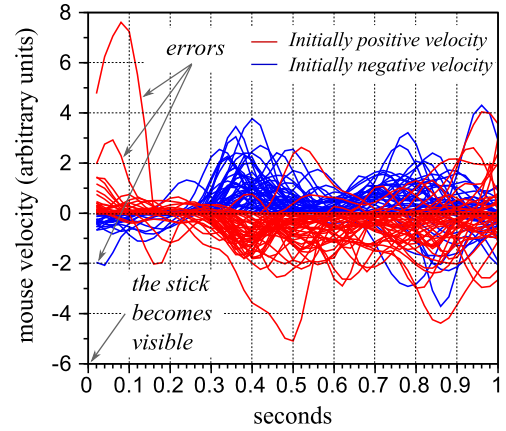 8
6
4
2
0
-2
-4
-6
mouse velocity (arbitrary units)
errors
Initially positive velocity
Initially negative velocity
the stick
becomes
visible
0 0.1 0.2 0.3 0.4 0.5 0.6 0.7 0.8 0.9 1
seconds